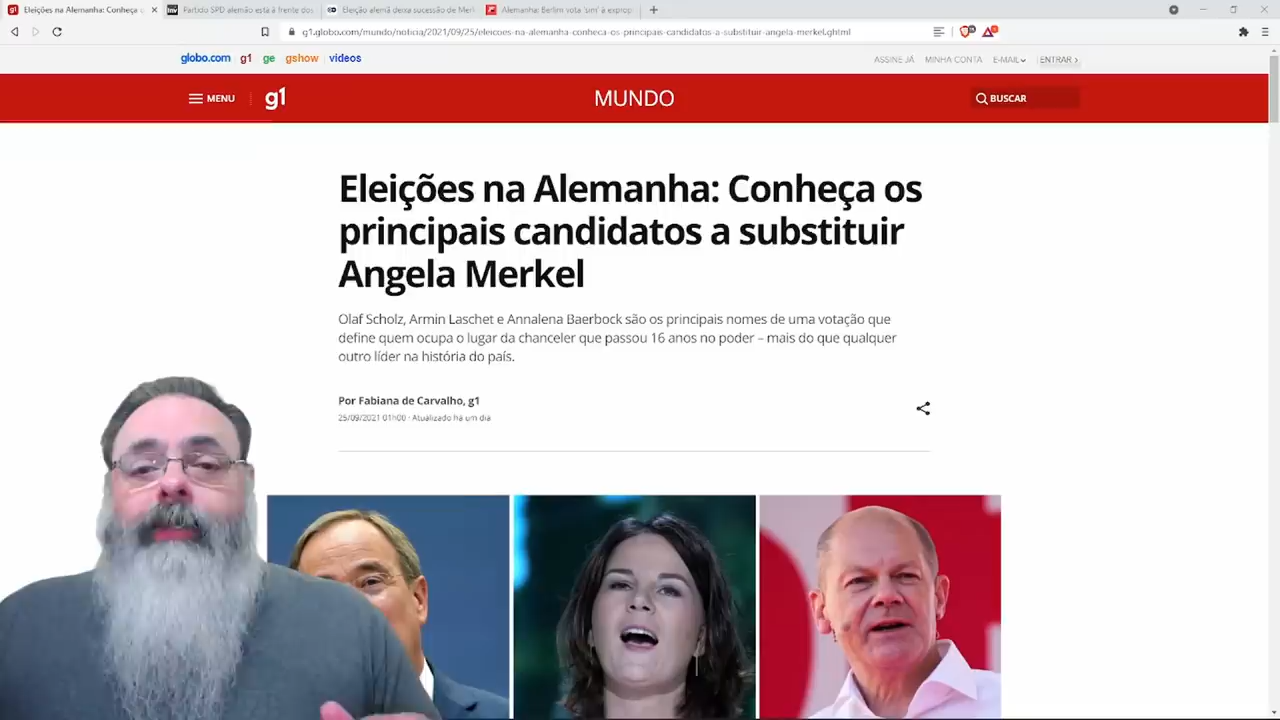 Eleições na Alemanha: Conheça o
Partido SPD alemão está à frente dos
Eleição alemã deixa sucessão de Merk
Alemanha: Berlim vota 'sim' à exprop
g1.globo.com/mundo/noticia/2021/09/25/eleicoes-na-alemanha-conheca-os-principais-candidatos-a-substituir-angela-merkel.ghtml
globo.com g1 ge gshow videos
ASSINE JÁ MINHA CONTA E-MAIL ENTRAR
MENU g1 MUNDO BUSCAR
Eleições na Alemanha: Conheça os
principais candidatos a substituir
Angela Merkel
Olaf Scholz, Armin Laschet e Annalena Baerbock são os principais nomes de uma votação que
define quem ocupa o lugar da chanceler que passou 16 anos no poder – mais do que qualquer
outro líder na história do país.
Por Fabiana de Carvalho, g1
25/09/2021 01h00 · Atualizado há um dia